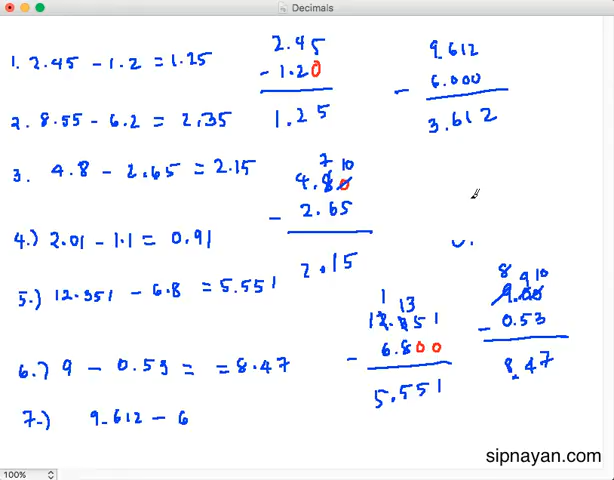 Decimals
1. 2.45 - 1.2 = 1.25
2. 8.55 - 6.2 = 2.35
3. 4.8 - 2.65 = 2.15
4.) 2.01 - 1.1 = 0.91
5.) 12.351 - 6.8 = 5.551
6.) 9 - 0.53 = = 8.47
7.) 9.612 - 6
2.45
- 1.20
1.25
7 10
4.80
- 2.65
2.15
9.612
- 6.000
3.612
1 13
12.351
- 6.800
5.551
8 9 10
9.00
- 0.53
8.47
sipnayan.com
100%